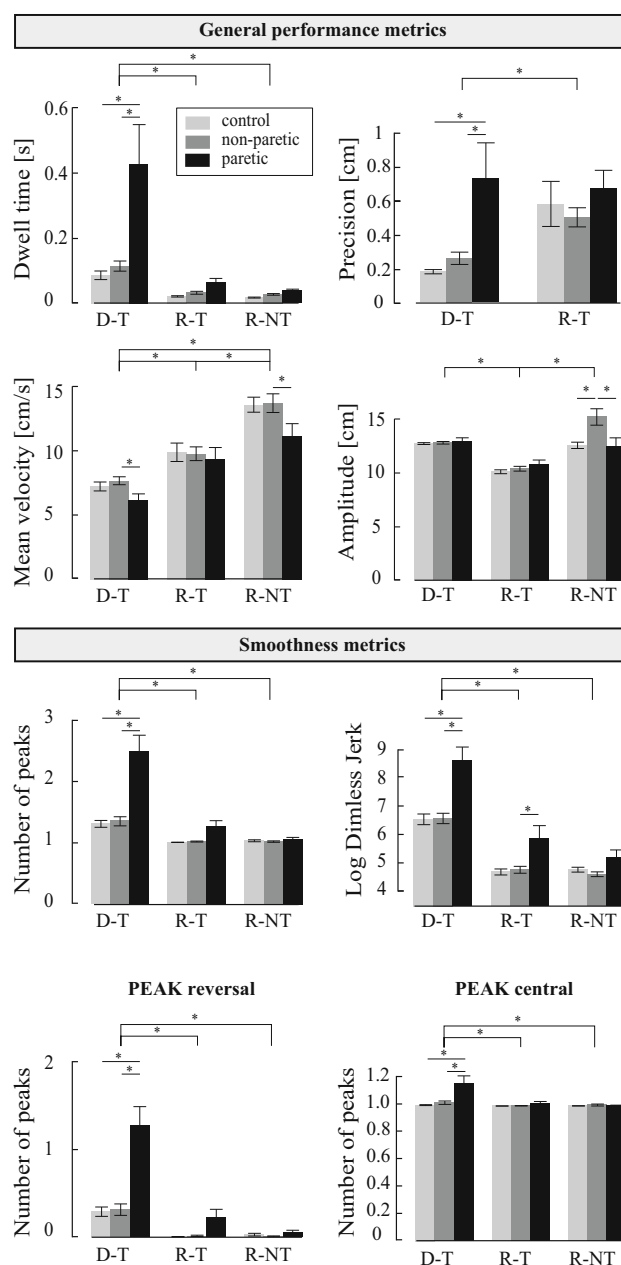 General performance metrics
*
*
*
*
0.6
0.4
0.2
0
Dwell time [s]
control
non-paretic
paretic
D-T
R-T
R-NT
*
*
*
1
0.8
0.6
0.4
0.2
0
Precision [cm]
D-T
R-T
*
*
*
*
*
15
10
5
0
Mean velocity [cm/s]
D-T
R-T
R-NT
*
*
*
*
15
10
5
0
Amplitude [cm]
D-T
R-T
R-NT
Smoothness metrics
*
*
*
*
3
2
1
0
Number of peaks
D-T
R-T
R-NT
*
*
*
*
*
9
8
7
6
5
4
Log Dimless Jerk
D-T
R-T
R-NT
PEAK reversal
*
*
*
*
2
1
0
Number of peaks
D-T
R-T
R-NT
PEAK central
*
*
*
*
1.2
1.0
0.8
0.6
0.4
0.2
0
Number of peaks
D-T
R-T
R-NT